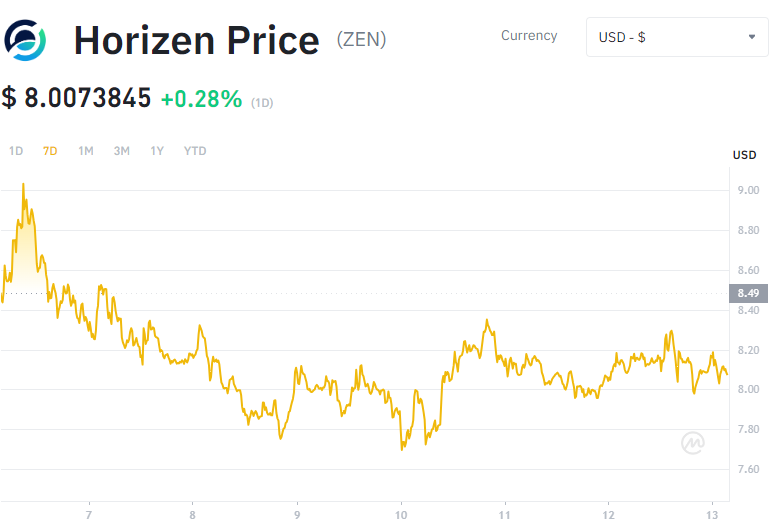 Horizen Price (ZEN)
Currency
USD - $
$ 8.0073845 +0.28% (1D)
1D 7D 1M 3M 1Y YTD
USD
9.00
8.80
8.60
8.49
8.40
8.20
8.00
7.80
7.60
7 8 9 10 11 12 13